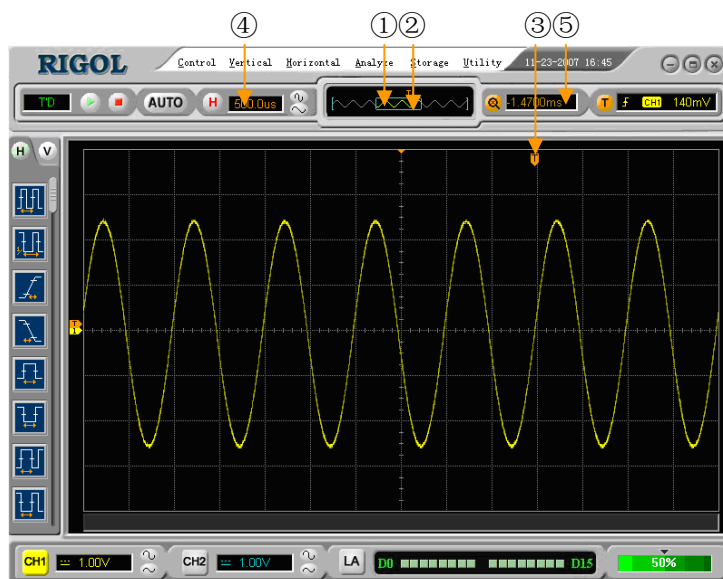 ④ ①② ③⑤
RIGOL Control Vertical Horizontal Analyze Storage Utility 11-23-2007 16:45
T'D AUTO H 500.0us T -1.4700ms T CH1 140mV
H V
T
T
1
CH1 1.00V CH2 1.00V LA D0 D15 50%